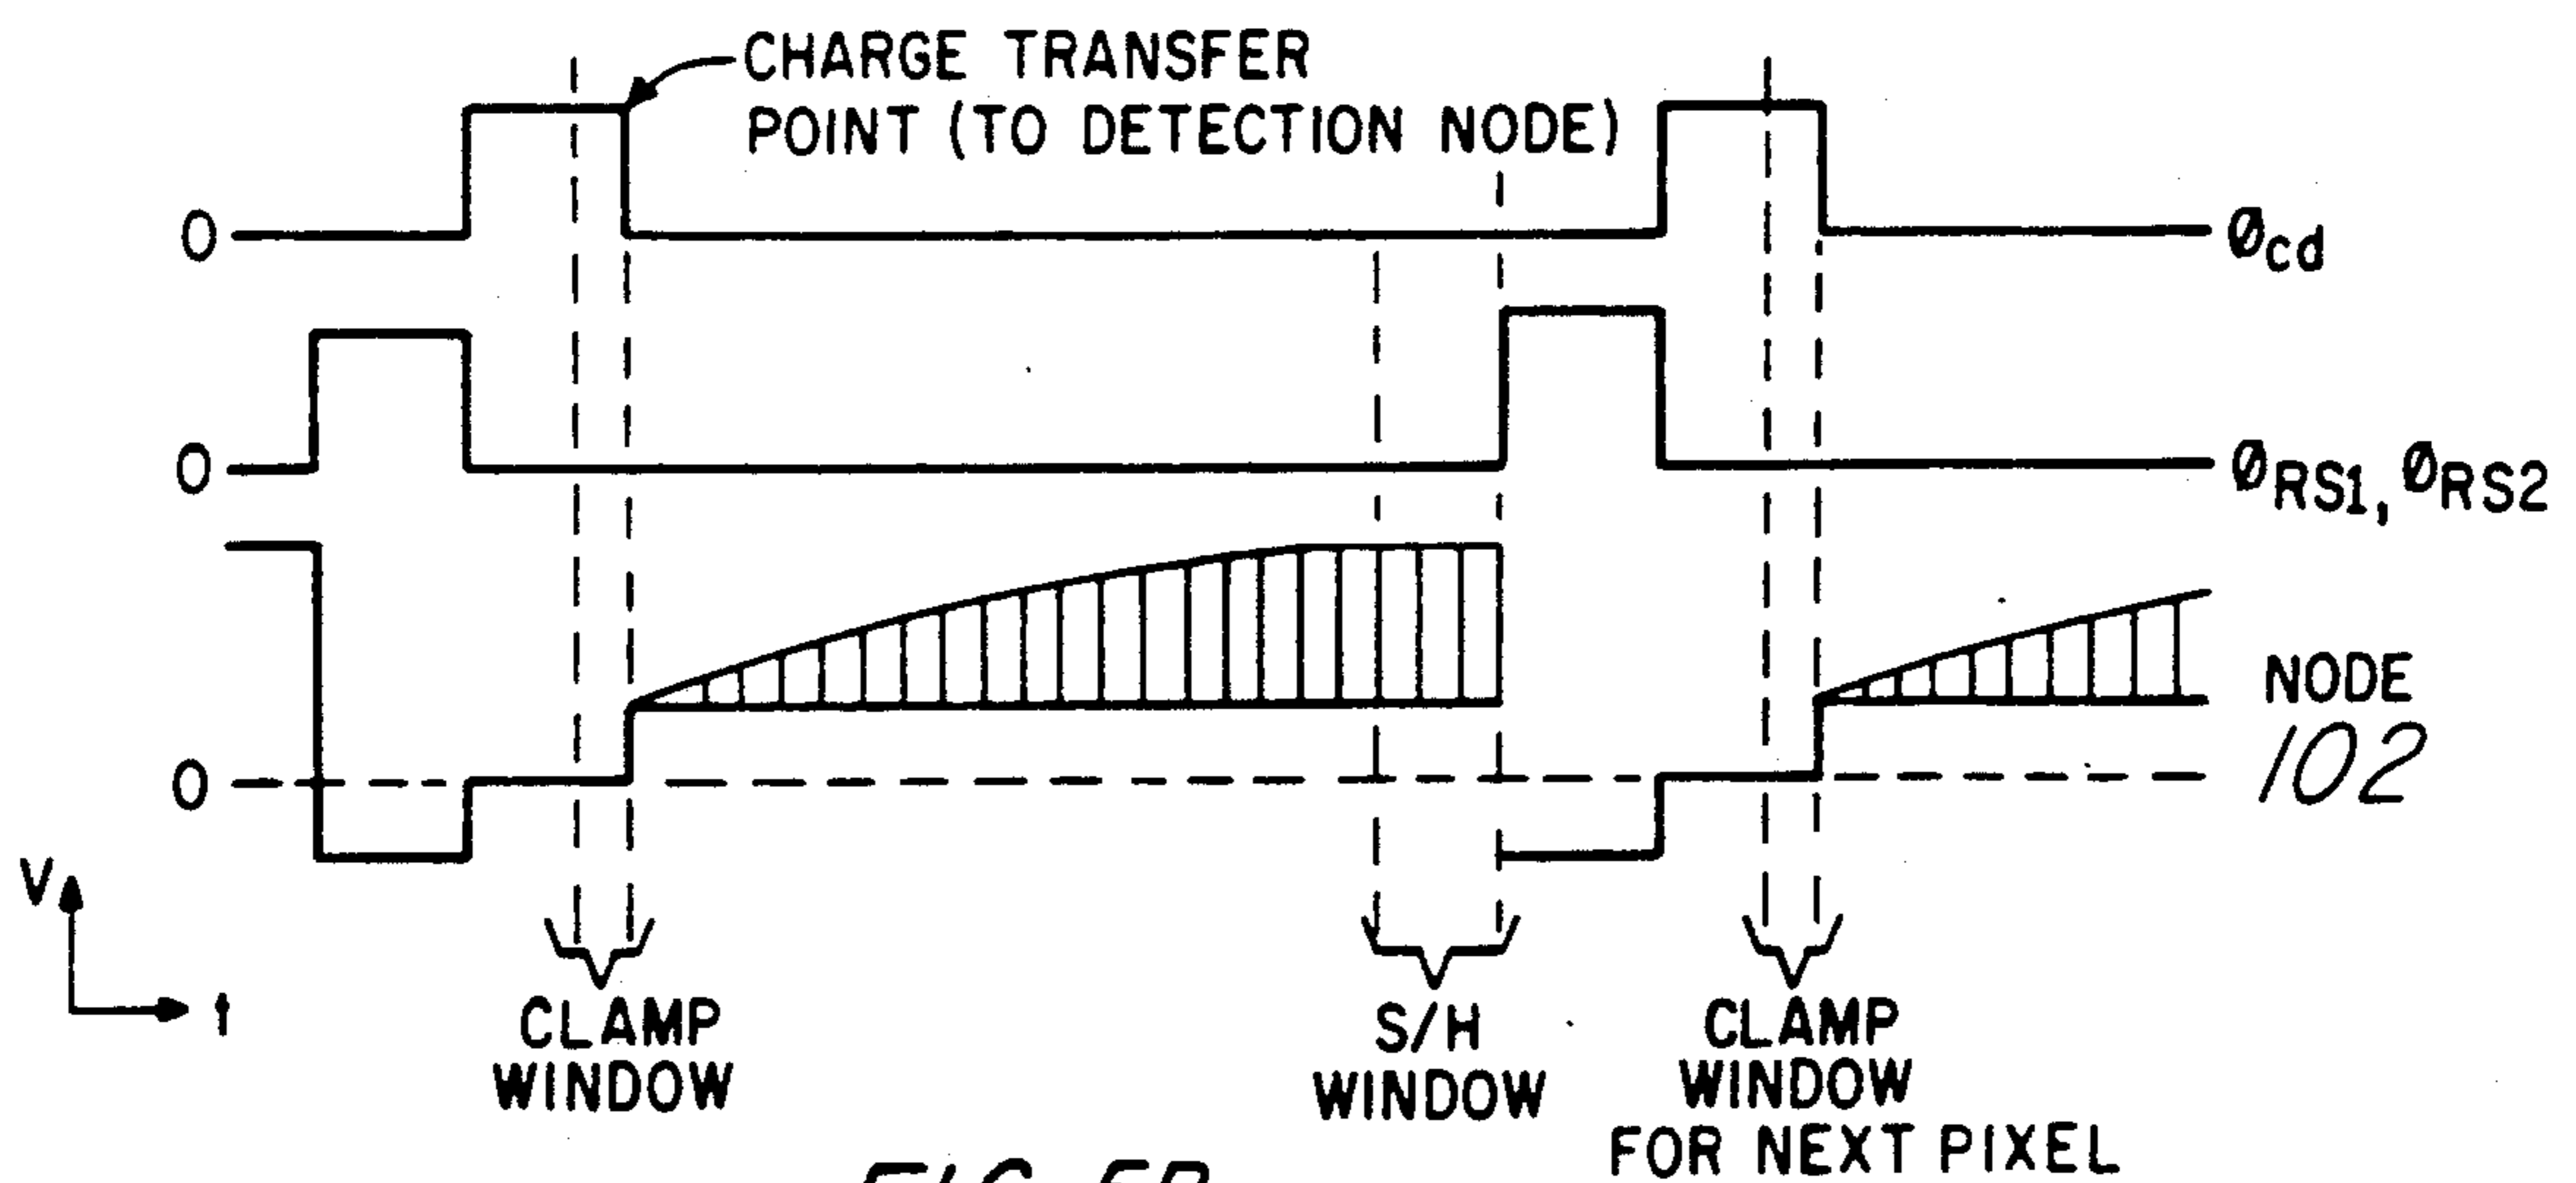 CHARGE TRANSFER
POINT (TO DETECTION NODE)
0
Øcd
0
ØRS1, ØRS2
NODE
102
0
V
t
CLAMP
WINDOW
S/H
WINDOW
CLAMP
WINDOW
FOR NEXT PIXEL